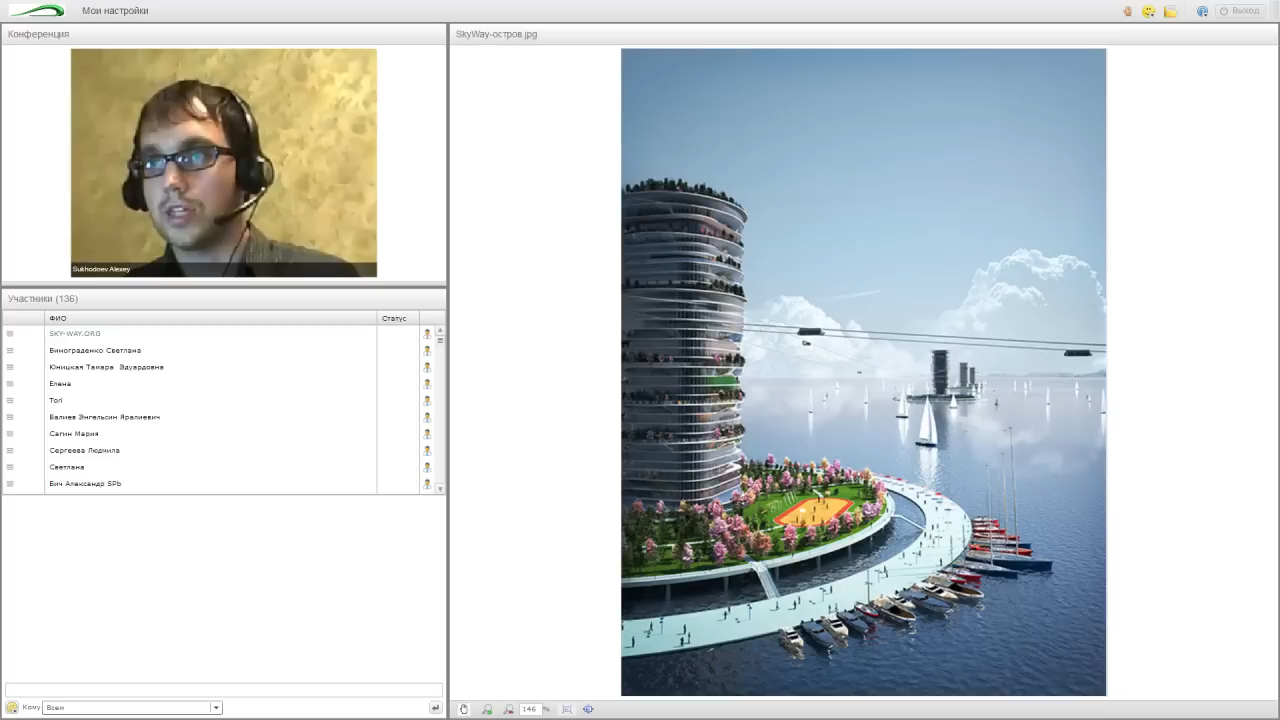 Мои настройки
Выход
Конференция
SkyWay-остров.jpg
Sukhodoev Alexey
Участники (136)
ФИО
Статус
SKY-WAY.ORG
Винограденко Светлана
Юницкая Тамара Эдуардовна
Елена
Tori
Валиев Энгельсин Яралиевич
Сагин Мария
Сергеева Людмила
Светлана
Бич Александр SPb
Кому
Всем
146 %